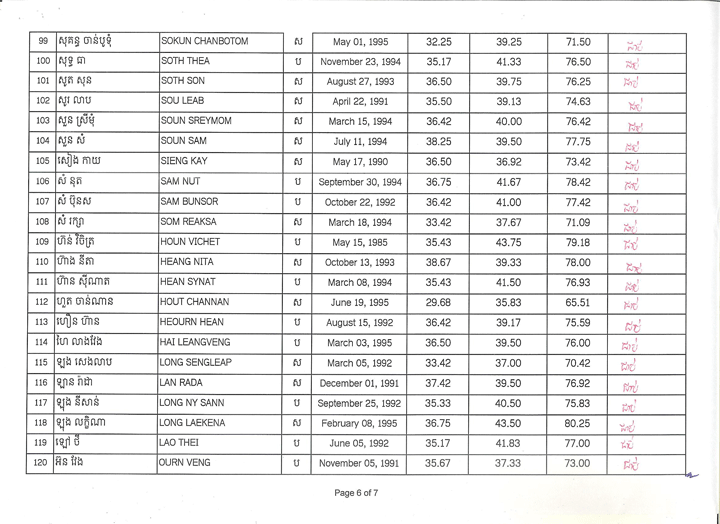 99 សុគន្ធ ចាន់បូទុំ SOKUN CHANBOTOM ស May 01, 1995 32.25 39.25 71.50 ជាប់
100 សុទ្ធ ធា SOTH THEA ប November 23, 1994 35.17 41.33 76.50 ជាប់
101 សូត សុន SOTH SON ស August 27, 1993 36.50 39.75 76.25 ជាប់
102 សូរ លាប SOU LEAB ស April 22, 1991 35.50 39.13 74.63 ជាប់
103 សួន ស្រីមុំ SOUN SREYMOM ស March 15, 1994 36.42 40.00 76.42 ជាប់
104 សួន សំ SOUN SAM ស July 11, 1994 38.25 39.50 77.75 ជាប់
105 សៀង កាយ SIENG KAY ស May 17, 1990 36.50 36.92 73.42 ជាប់
106 សំ នុត SAM NUT ប September 30, 1994 36.75 41.67 78.42 ជាប់
107 សំ ប៊ុនស SAM BUNSOR ប October 22, 1992 36.42 41.00 77.42 ជាប់
108 សំ រក្សា SOM REAKSA ស March 18, 1994 33.42 37.67 71.09 ជាប់
109 ហ៊ន់ វិចិត្រ HOUN VICHET ប May 15, 1985 35.43 43.75 79.18 ជាប់
110 ហ៊ាង នីតា HEANG NITA ស October 13, 1993 38.67 39.33 78.00 ជាប់
111 ហ៊ាន ស៊ីណាត HEAN SYNAT ប March 08, 1994 35.43 41.50 76.93 ជាប់
112 ហួត ចាន់ណាន HOUT CHANNAN ស June 19, 1995 29.68 35.83 65.51 ជាប់
113 ហឿន ហ៊ាន HEOURN HEAN ប August 15, 1992 36.42 39.17 75.59 ជាប់
114 ហៃ លាងវែង HAI LEANGVENG ប March 03, 1995 36.50 39.50 76.00 ជាប់
115 ឡុង សេងលាប LONG SENGLEAP ស March 05, 1992 33.42 37.00 70.42 ជាប់
116 ឡាន រ៉ាដា LAN RADA ស December 01, 1991 37.42 39.50 76.92 ជាប់
117 ឡុង នីសាន់ LONG NY SANN ប September 25, 1992 35.33 40.50 75.83 ជាប់
118 ឡុង លក្ខិណា LONG LAEKENA ស February 08, 1995 36.75 43.50 80.25 ជាប់
119 ឡៅ ថី LAO THEI ប June 05, 1992 35.17 41.83 77.00 ជាប់
120 អ៊ន វែង OURN VENG ប November 05, 1991 35.67 37.33 73.00 ជាប់
Page 6 of 7